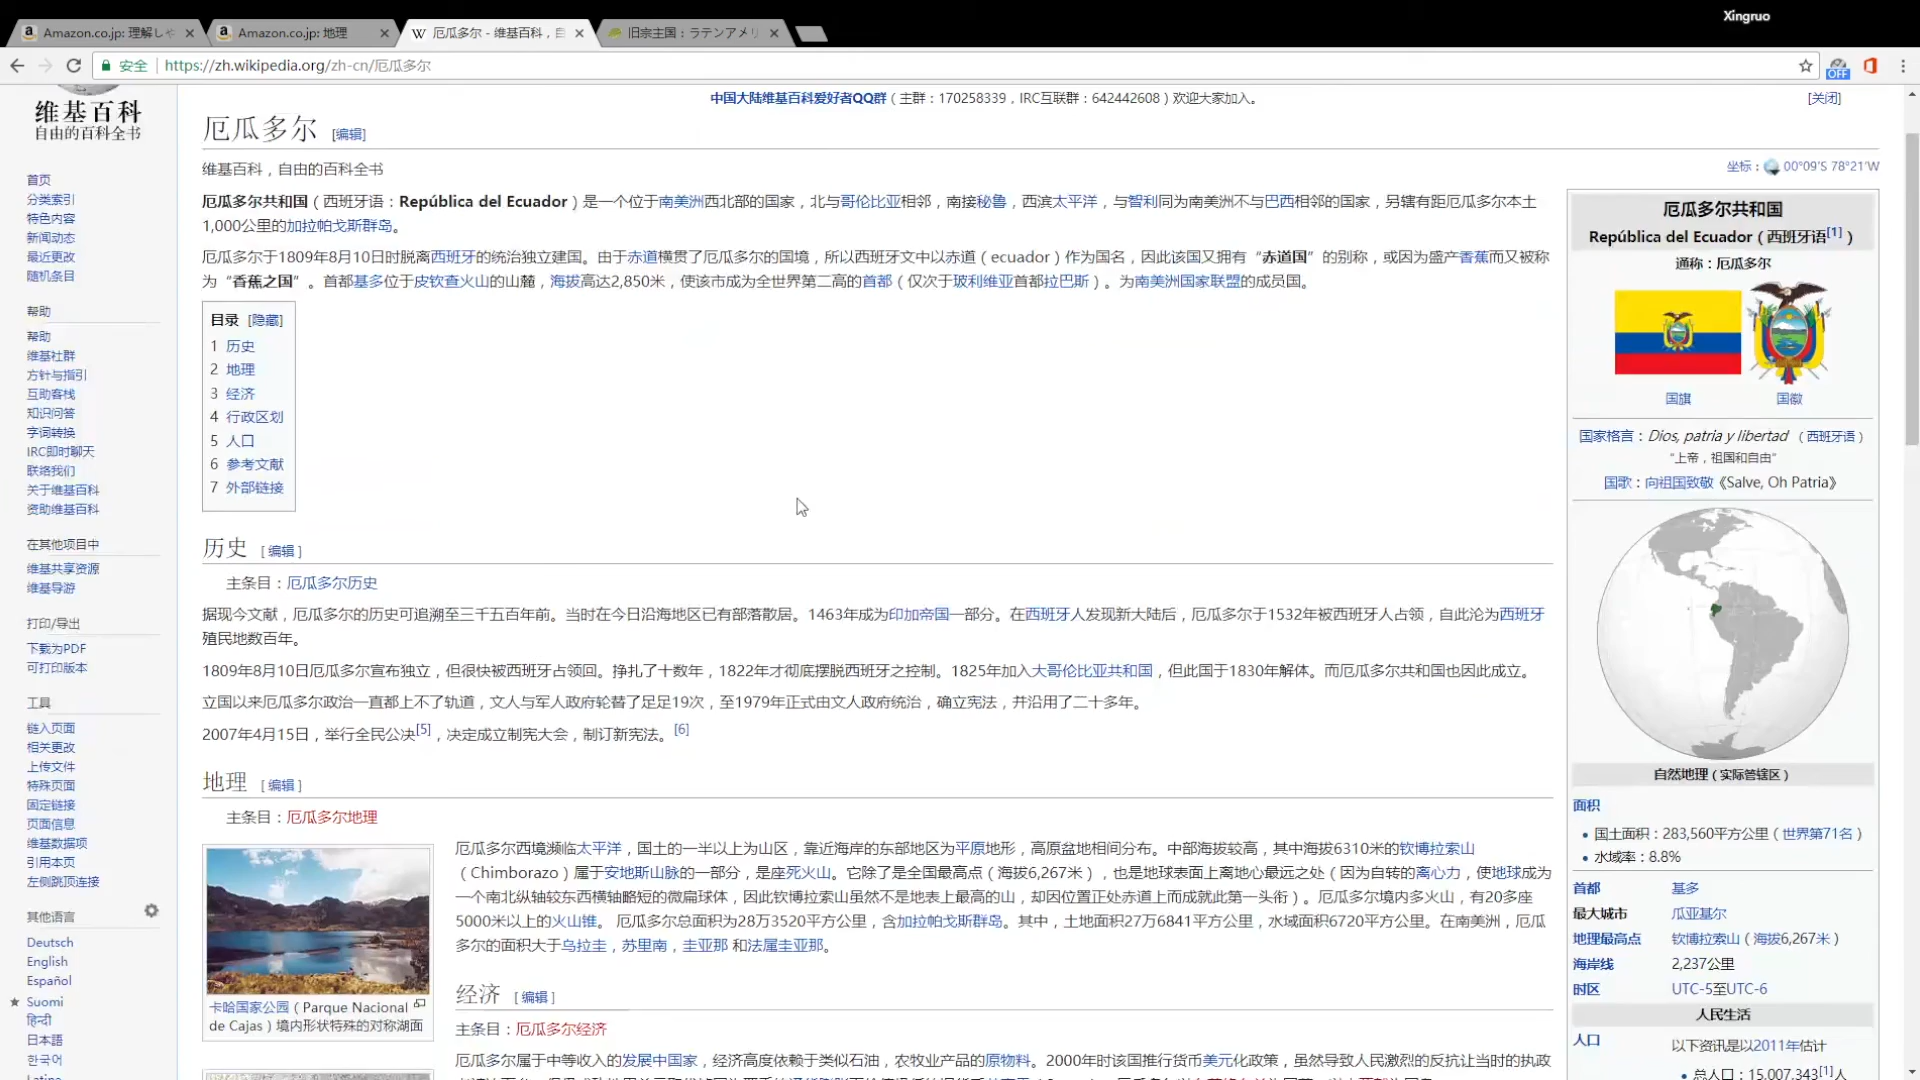 Xingruo
Amazon.co.jp: 理解しや
Amazon.co.jp: 地理
厄瓜多尔 - 维基百科，自
旧宗主国：ラテンアメリ
安全 https://zh.wikipedia.org/zh-cn/厄瓜多尔
OFF
维基百科
自由的百科全书
首页
分类索引
特色内容
新闻动态
最近更改
随机条目
帮助
帮助
维基社群
方针与指引
互助客栈
知识问答
字词转换
IRC即时聊天
联络我们
关于维基百科
资助维基百科
在其他项目中
维基共享资源
维基导游
打印/导出
下载为PDF
可打印版本
工具
链入页面
相关更改
上传文件
特殊页面
固定链接
页面信息
维基数据项
引用本页
左侧跳顶连接
其他语言
Deutsch
English
Español
Suomi
हिन्दी
日本語
한국어
中国大陆维基百科爱好者QQ群（主群：170258339，IRC互联群：642442608）欢迎大家加入。
[关闭]
厄瓜多尔 [编辑]
维基百科，自由的百科全书
坐标： 00°09′S 78°21′W
厄瓜多尔共和国（西班牙语：República del Ecuador）是一个位于南美洲西北部的国家，北与哥伦比亚相邻，南接秘鲁，西滨太平洋，与智利同为南美洲不与巴西相邻的国家，另辖有距厄瓜多尔本土
1,000公里的加拉帕戈斯群岛。
厄瓜多尔于1809年8月10日时脱离西班牙的统治独立建国。由于赤道横贯了厄瓜多尔的国境，所以西班牙文中以赤道（ecuador）作为国名，因此该国又拥有“赤道国”的别称，或因为盛产香蕉而又被称
为“香蕉之国”。首都基多位于皮钦查火山的山麓，海拔高达2,850米，使该市成为全世界第二高的首都（仅次于玻利维亚首都拉巴斯）。为南美洲国家联盟的成员国。
目录 [隐藏]
1 历史
2 地理
3 经济
4 行政区划
5 人口
6 参考文献
7 外部链接
历史 [编辑]
主条目：厄瓜多尔历史
据现今文献，厄瓜多尔的历史可追溯至三千五百年前。当时在今日沿海地区已有部落散居。1463年成为印加帝国一部分。在西班牙人发现新大陆后，厄瓜多尔于1532年被西班牙人占领，自此沦为西班牙
殖民地数百年。
1809年8月10日厄瓜多尔宣布独立，但很快被西班牙占领回。挣扎了十数年，1822年才彻底摆脱西班牙之控制。1825年加入大哥伦比亚共和国，但此国于1830年解体。而厄瓜多尔共和国也因此成立。
立国以来厄瓜多尔政治一直都上不了轨道，文人与军人政府轮替了足足19次，至1979年正式由文人政府统治，确立宪法，并沿用了二十多年。
2007年4月15日，举行全民公决[5]，决定成立制宪大会，制订新宪法。[6]
地理 [编辑]
主条目：厄瓜多尔地理
厄瓜多尔西境濒临太平洋，国土的一半以上为山区，靠近海岸的东部地区为平原地形，高原盆地相间分布。中部海拔较高，其中海拔6310米的钦博拉索山
（Chimborazo）属于安地斯山脉的一部分，是座死火山。它除了是全国最高点（海拔6,267米），也是地球表面上离地心最远之处（因为自转的离心力，使地球成为
一个南北纵轴较东西横轴略短的微扁球体，因此钦博拉索山虽然不是地表上最高的山，却因位置正处赤道上而成就此第一头衔）。厄瓜多尔境内多火山，有20多座
5000米以上的火山锥。 厄瓜多尔总面积为28万3520平方公里，含加拉帕戈斯群岛。其中，土地面积27万6841平方公里，水域面积6720平方公里。在南美洲，厄瓜
多尔的面积大于乌拉圭，苏里南，圭亚那 和法属圭亚那。
卡哈国家公园（Parque Nacional
de Cajas）境内形状特殊的对称湖面
经济 [编辑]
主条目：厄瓜多尔经济
厄瓜多尔属于中等收入的发展中国家，经济高度依赖于类似石油，农牧业产品的原物料。2000年时该国推行货币美元化政策，虽然导致人民激烈的反抗让当时的执政
厄瓜多尔共和国
República del Ecuador（西班牙语[1]）
通称：厄瓜多尔
国旗
国徽
国家格言：Dios, patria y libertad （西班牙语）
“上帝，祖国和自由”
国歌：向祖国致敬《Salve, Oh Patria》
自然地理（实际管辖区）
面积
• 国土面积：283,560平方公里（世界第71名）
• 水域率：8.8%
首都 基多
最大城市 瓜亚基尔
地理最高点 钦博拉索山（海拔6,267米）
海岸线 2,237公里
时区 UTC-5至UTC-6
人民生活
人口 以下资讯是以2011年估计
• 总人口：15,007,343[1]人